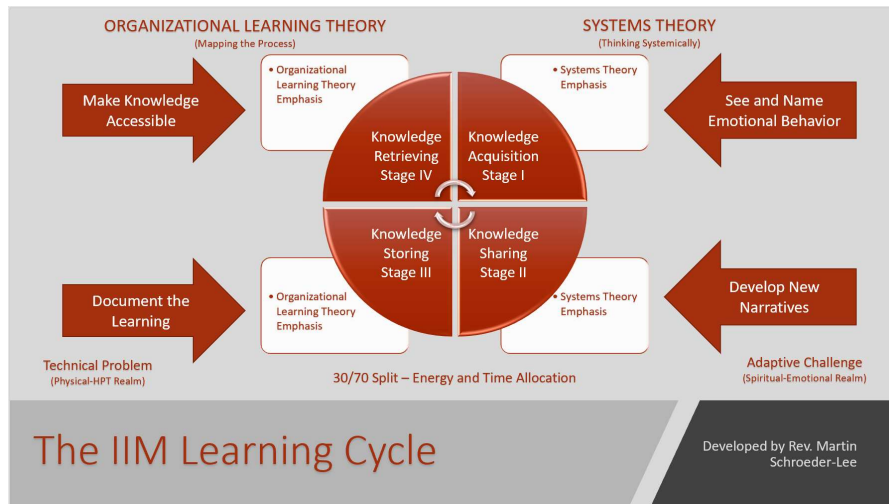 ORGANIZATIONAL LEARNING THEORY
(Mapping the Process)
SYSTEMS THEORY
(Thinking Systemically)
Make Knowledge
Accessible
• Organizational
Learning Theory
Emphasis
Knowledge
Retrieving
Stage IV
Knowledge
Acquisition
Stage I
• Systems Theory
Emphasis
See and Name
Emotional Behavior
Document the
Learning
• Organizational
Learning Theory
Emphasis
Knowledge
Storing
Stage III
Knowledge
Sharing
Stage II
• Systems Theory
Emphasis
Develop New
Narratives
Technical Problem
(Physical-HPT Realm)
30/70 Split – Energy and Time Allocation
Adaptive Challenge
(Spiritual-Emotional Realm)
The IIM Learning Cycle
Developed by Rev. Martin
Schroeder-Lee